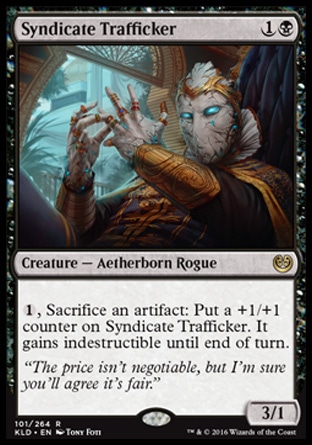 Syndicate Trafficker 1
Creature — Aetherborn Rogue
1, Sacrifice an artifact: Put a +1/+1
counter on Syndicate Trafficker. It
gains indestructible until end of turn.
“The price isn’t negotiable, but I’m sure
you’ll agree it’s fair.”
3/1
101/264 R
KLD • EN Tony Foti
™ & © 2016 Wizards of the Coast